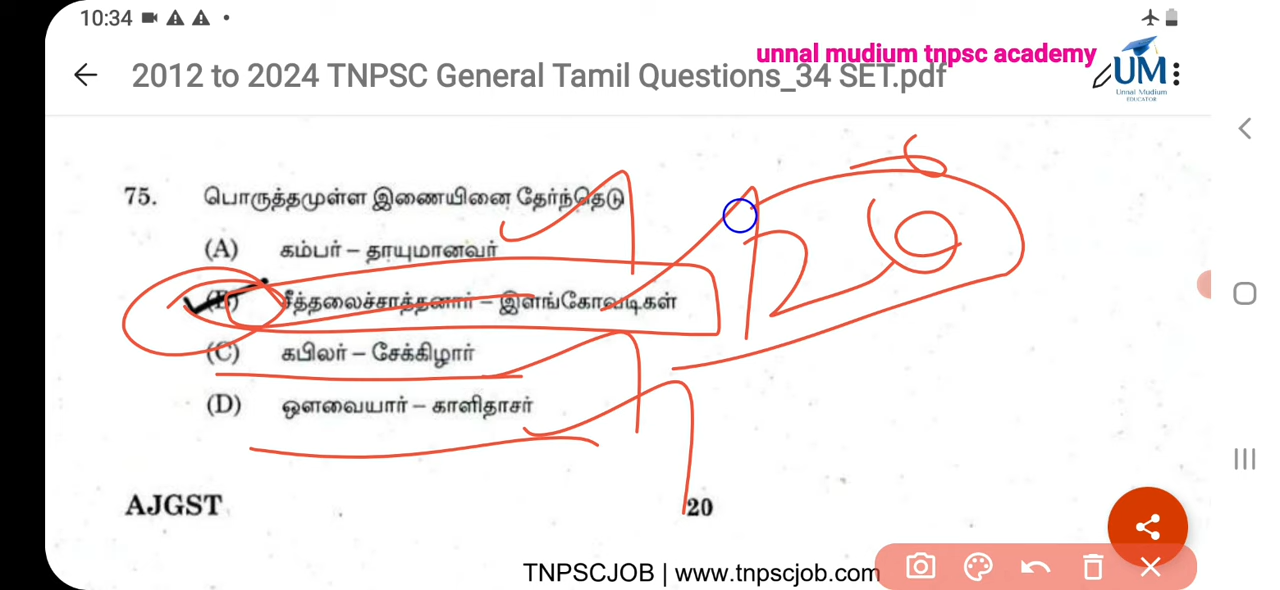 10:34
unnal mudium tnpsc academy
2012 to 2024 TNPSC General Tamil Questions_34 SET.pdf
UM
Unnal Mudium
EDUCATOR
75. பொருத்தமுள்ள இணையினை தேர்ந்தெடு
(A) கம்பர் – தாயுமானவர்
(B) சீத்தலைச்சாத்தனார் – இளங்கோவடிகள்
(C) கபிலர் – சேக்கிழார்
(D) ஔவையார் – காளிதாசர்
AJGST 20
TNPSCJOB | www.tnpscjob.com